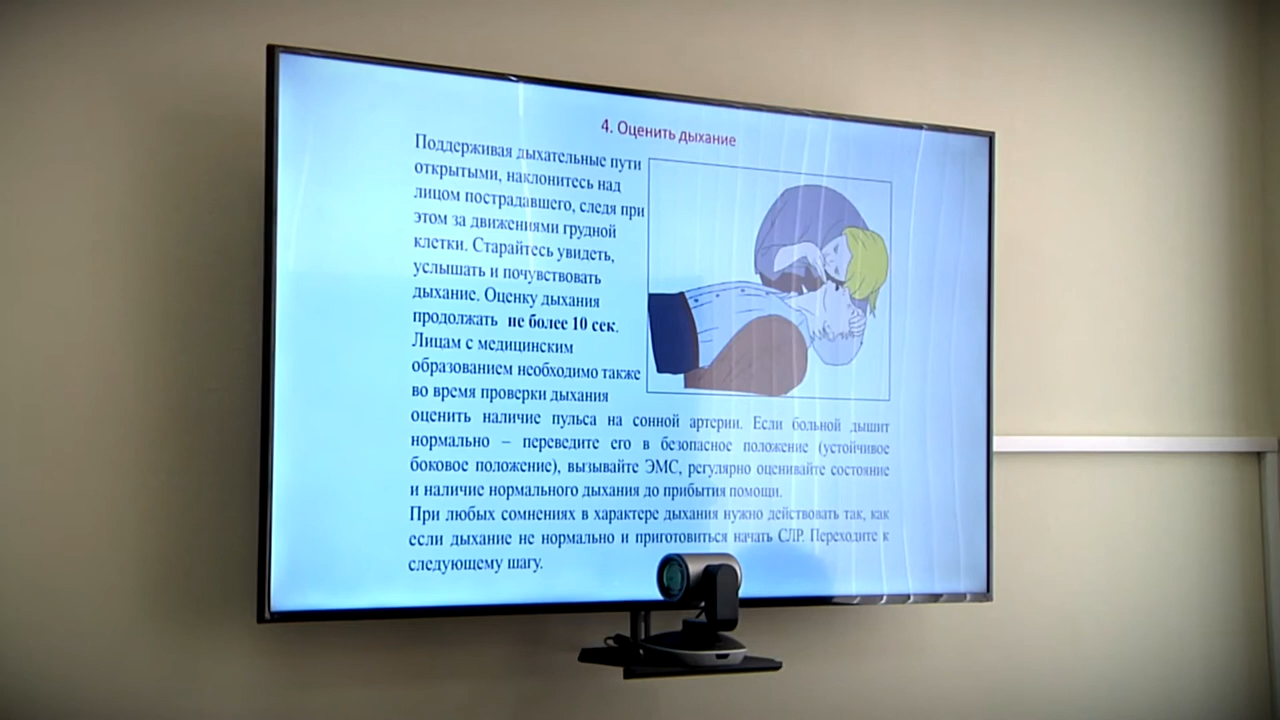 4. Оценить дыхание
Поддерживая дыхательные пути
открытыми, наклонитесь над
лицом пострадавшего, следя при
этом за движениями грудной
клетки. Старайтесь увидеть,
услышать и почувствовать
дыхание. Оценку дыхания
продолжать не более 10 сек.
Лицам с медицинским
образованием необходимо также
во время проверки дыхания
оценить наличие пульса на сонной артерии. Если больной дышит
нормально – переведите его в безопасное положение (устойчивое
боковое положение), вызывайте ЭМС, регулярно оценивайте состояние
и наличие нормального дыхания до прибытия помощи.
При любых сомнениях в характере дыхания нужно действовать так, как
если дыхание не нормально и приготовиться начать СЛР. Переходите к
следующему шагу.